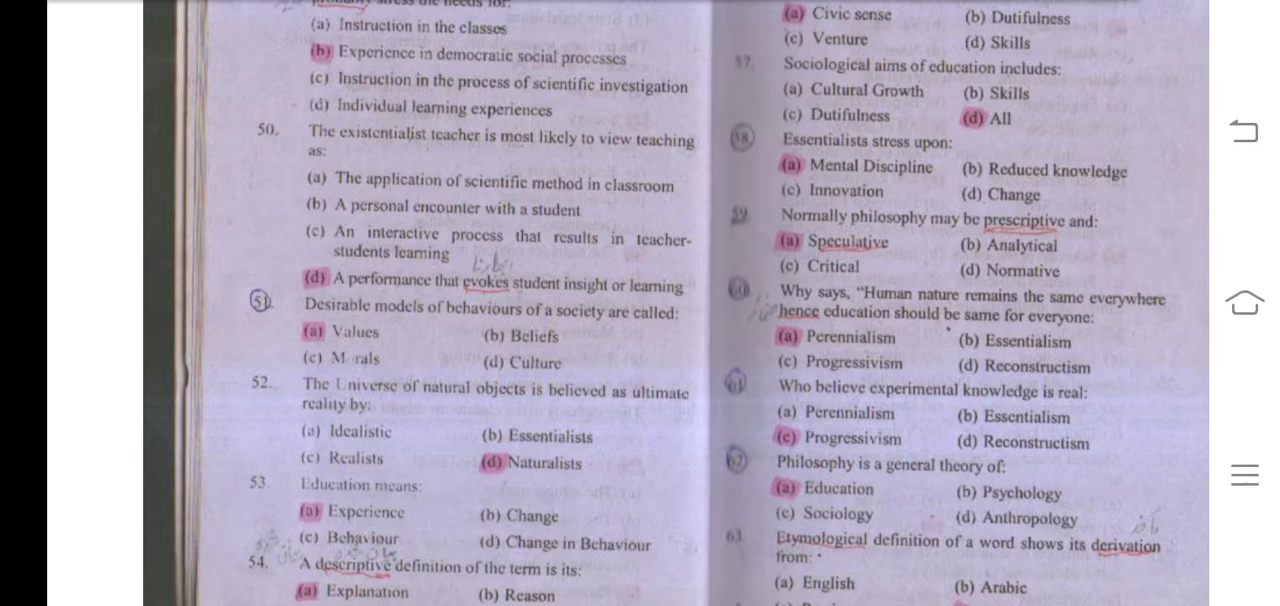 stress the needs for:
(a) Instruction in the classes
(b) Experience in democratic social processes
(c) Instruction in the process of scientific investigation
(d) Individual learning experiences
50. The existentialist teacher is most likely to view teaching
as:
(a) The application of scientific method in classroom
(b) A personal encounter with a student
(c) An interactive process that results in teacher-
students learning
(d) A performance that evokes student insight or learning
51. Desirable models of behaviours of a society are called:
(a) Values (b) Beliefs
(c) Morals (d) Culture
52. The Universe of natural objects is believed as ultimate
reality by:
(a) Idealistic (b) Essentialists
(c) Realists (d) Naturalists
53. Education means:
(a) Experience (b) Change
(c) Behaviour (d) Change in Behaviour
54. A descriptive definition of the term is its:
(a) Explanation (b) Reason
(a) Civic sense (b) Dutifulness
(c) Venture (d) Skills
57. Sociological aims of education includes:
(a) Cultural Growth (b) Skills
(c) Dutifulness (d) All
58. Essentialists stress upon:
(a) Mental Discipline (b) Reduced knowledge
(c) Innovation (d) Change
59. Normally philosophy may be prescriptive and:
(a) Speculative (b) Analytical
(c) Critical (d) Normative
60. Why says, “Human nature remains the same everywhere
hence education should be same for everyone:
(a) Perennialism (b) Essentialism
(c) Progressivism (d) Reconstructism
61. Who believe experimental knowledge is real:
(a) Perennialism (b) Essentialism
(c) Progressivism (d) Reconstructism
62. Philosophy is a general theory of:
(a) Education (b) Psychology
(c) Sociology (d) Anthropology
63. Etymological definition of a word shows its derivation
from:
(a) English (b) Arabic